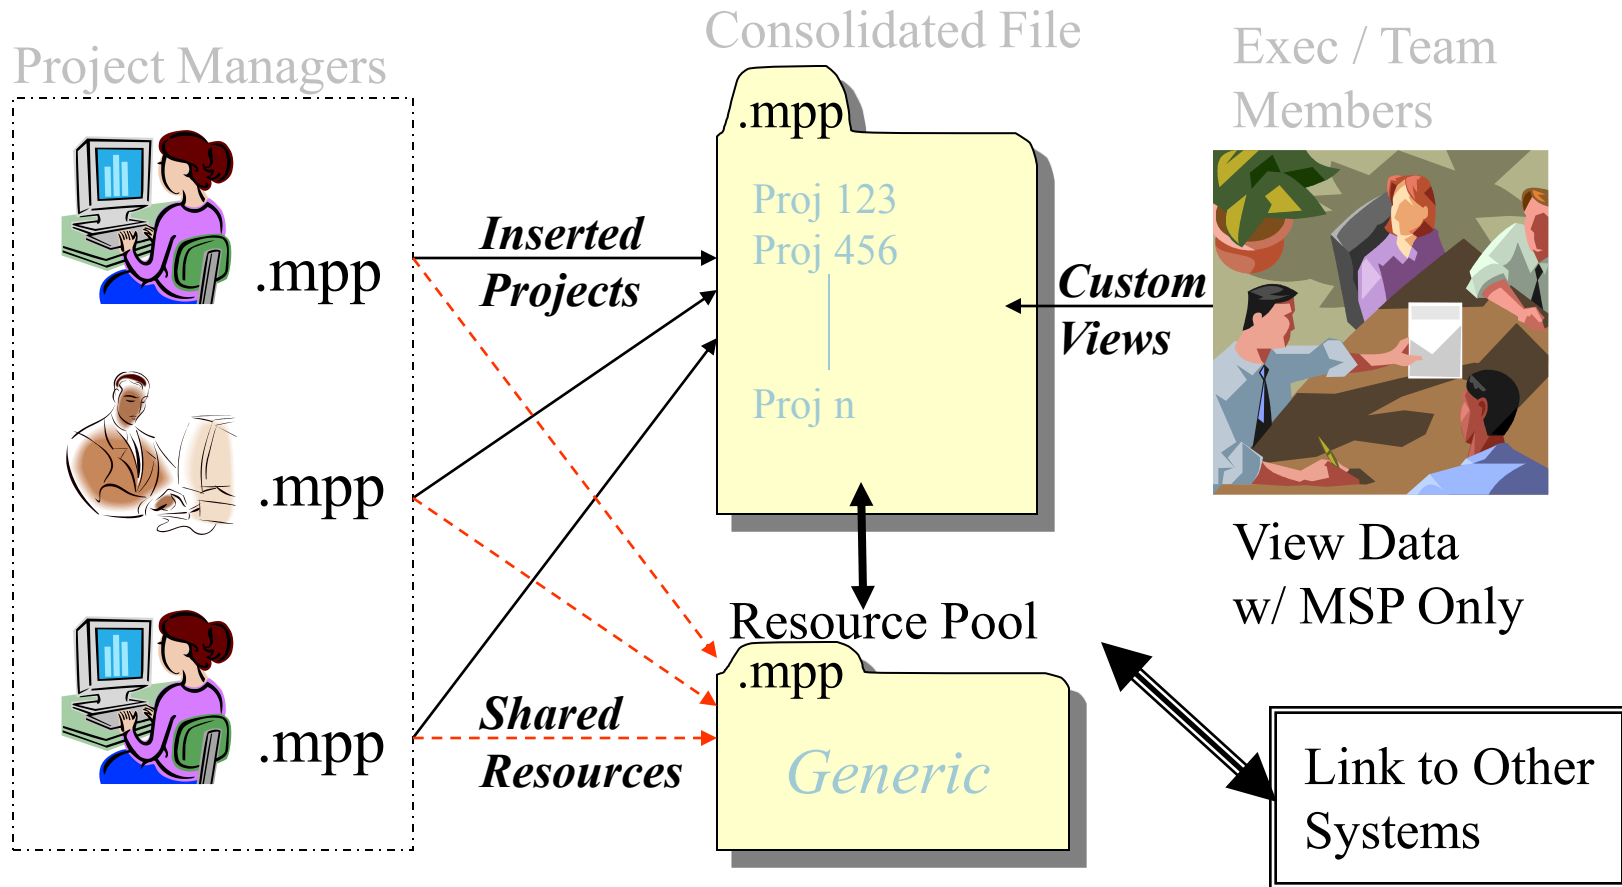 Project Managers
.mpp
.mpp
.mpp
Inserted
Projects
Shared
Resources
Consolidated File
.mpp
Proj 123
Proj 456
Proj n
Resource Pool
.mpp
Generic
Custom
Views
Exec / Team
Members
View Data
w/ MSP Only
Link to Other
Systems